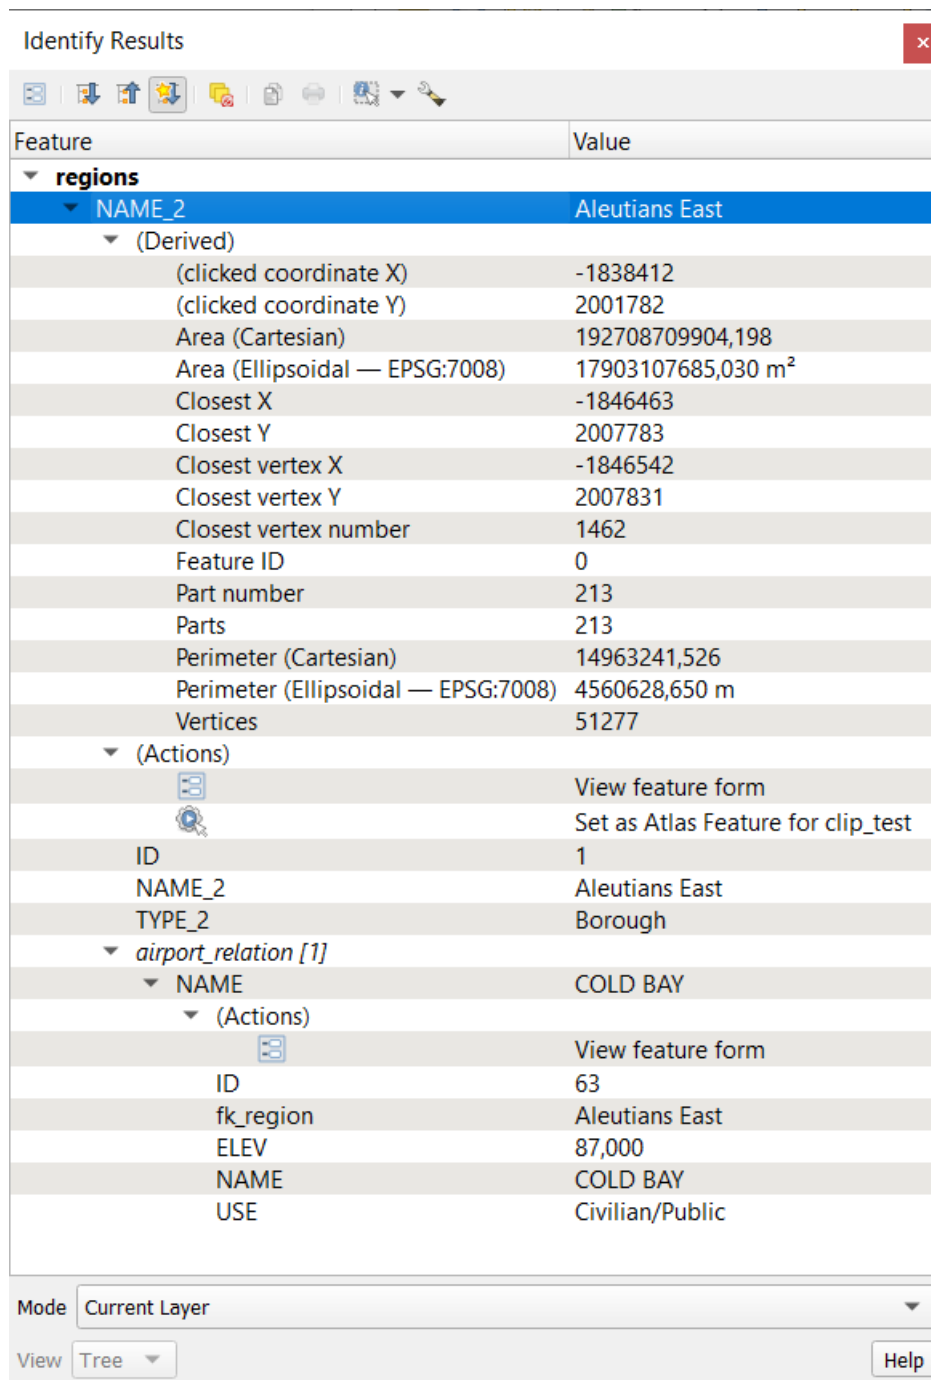 Identify Results
Feature Value
regions
NAME_2 Aleutians East
(Derived)
(clicked coordinate X) -1838412
(clicked coordinate Y) 2001782
Area (Cartesian) 192708709904,198
Area (Ellipsoidal — EPSG:7008) 17903107685,030 m²
Closest X -1846463
Closest Y 2007783
Closest vertex X -1846542
Closest vertex Y 2007831
Closest vertex number 1462
Feature ID 0
Part number 213
Parts 213
Perimeter (Cartesian) 14963241,526
Perimeter (Ellipsoidal — EPSG:7008) 4560628,650 m
Vertices 51277
(Actions)
View feature form
Set as Atlas Feature for clip_test
ID 1
NAME_2 Aleutians East
TYPE_2 Borough
airport_relation [1]
NAME COLD BAY
(Actions)
View feature form
ID 63
fk_region Aleutians East
ELEV 87,000
NAME COLD BAY
USE Civilian/Public
Mode Current Layer
View Tree Help